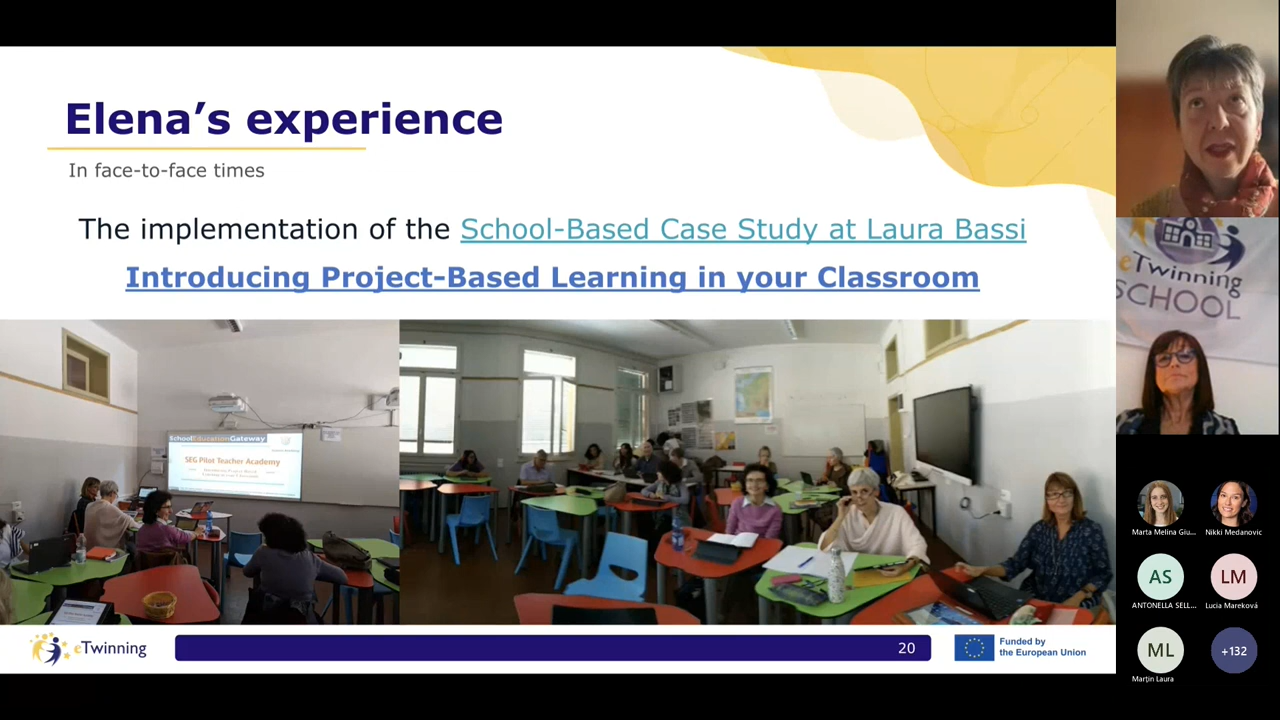 Elena’s experience
In face-to-face times
The implementation of the School-Based Case Study at Laura Bassi
Introducing Project-Based Learning in your Classroom
SchoolEducationGateway
SEG Pilot Teacher Academy
eTwinning
20
Funded by
the European Union
eTwinning
SCHOOL
Marta Melina Giu...
Nikki Medanovic
AS
LM
ANTONELLA SELL...
Lucia Mareková
ML
+132
Marțin Laura